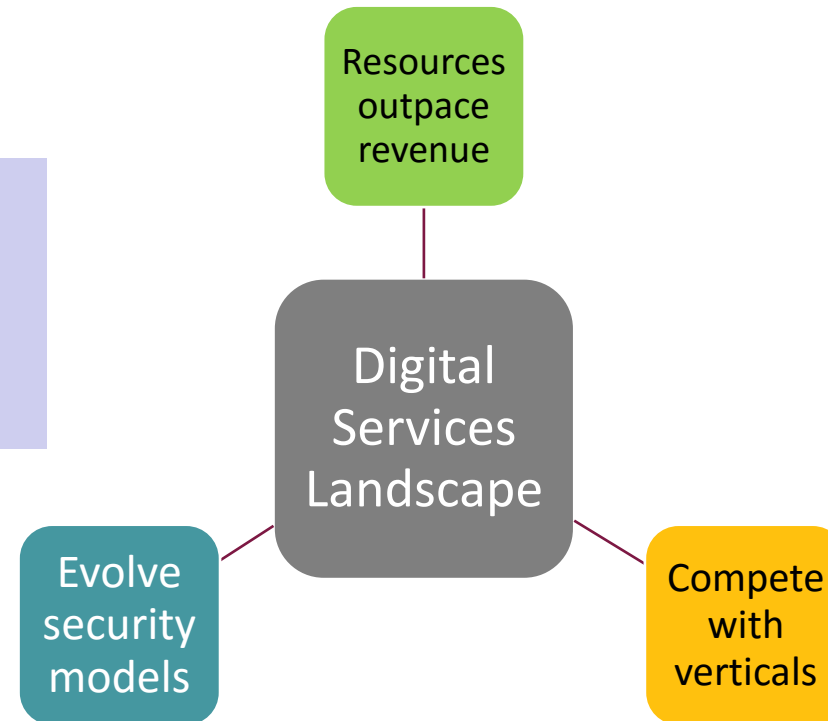 Resources
outpace
revenue
Digital
Services
Landscape
Evolve
security
models
Compete
with
verticals